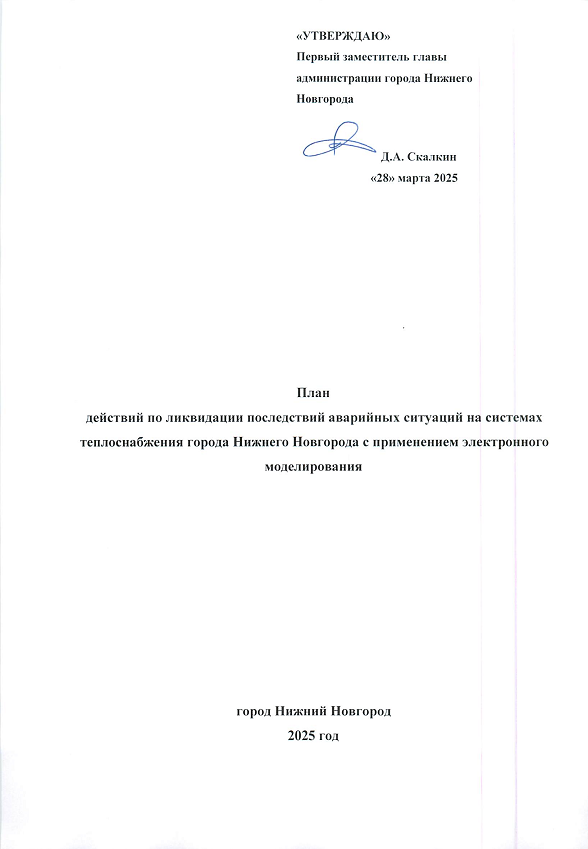 «УТВЕРЖДАЮ»
Первый заместитель главы
администрации города Нижнего
Новгорода
Д.А. Скалкин
«28» марта 2025
План
действий по ликвидации последствий аварийных ситуаций на системах
теплоснабжения города Нижнего Новгорода с применением электронного
моделирования
город Нижний Новгород
2025 год